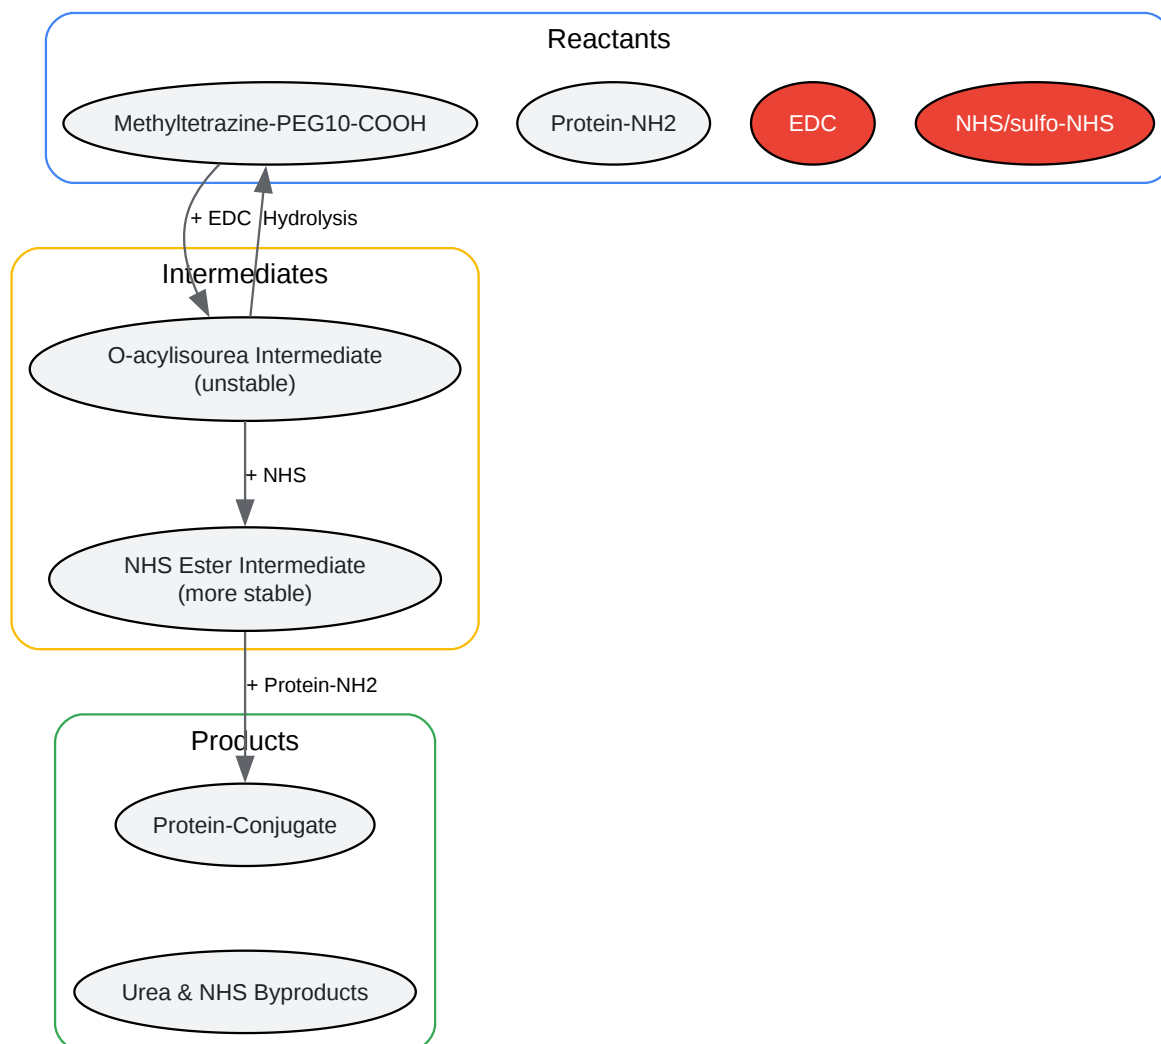 Reactants
Methyltetrazine-PEG10-COOH
Protein-NH2
EDC
NHS/sulfo-NHS
+ EDC
Hydrolysis
Intermediates
O-acylisourea Intermediate
(unstable)
+ NHS
NHS Ester Intermediate
(more stable)
+ Protein-NH2
Products
Protein-Conjugate
Urea & NHS Byproducts